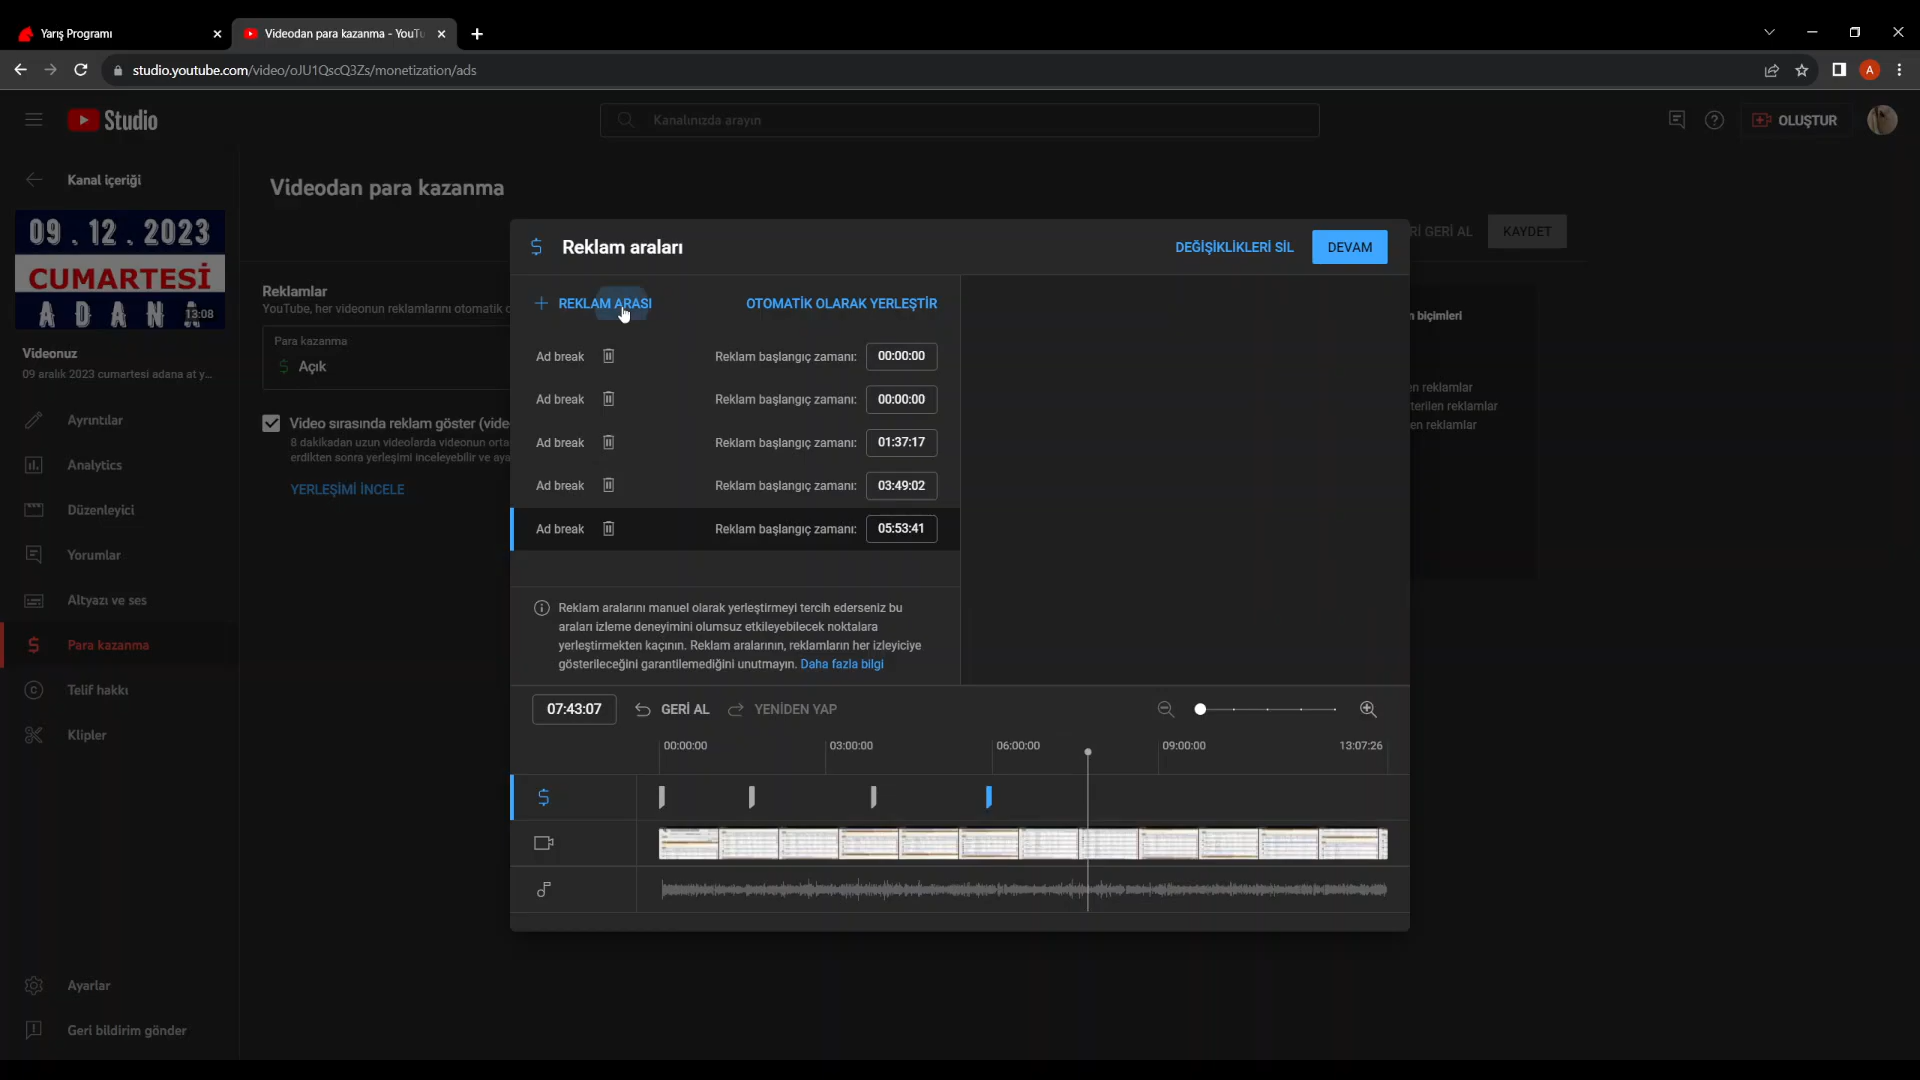 Yarış Programı
Videodan para kazanma - YouTu
studio.youtube.com/video/oJU1QscQ3Zs/monetization/ads
A
Studio
Kanalınızda arayın
OLUŞTUR
Kanal içeriği
09 . 12 . 2023
CUMARTESİ
ADANA
13:08
Videonuz
09 aralık 2023 cumartesi adana at y...
Ayrıntılar
Analytics
Düzenleyici
Yorumlar
Altyazı ve ses
Para kazanma
Telif hakkı
Klipler
Ayarlar
Geri bildirim gönder
Videodan para kazanma
Rİ GERİ AL
KAYDET
Reklamlar
YouTube, her videonun reklamlarını otomatik o
Para kazanma
Açık
Video sırasında reklam göster (vide
8 dakikadan uzun videolarda videonun orta
erdikten sonra yerleşimi inceleyebilir ve aya
YERLEŞİMİ İNCELE
n biçimleri
n reklamlar
terilen reklamlar
en reklamlar
Reklam araları
DEĞİŞİKLİKLERİ SİL
DEVAM
REKLAM ARASI
OTOMATİK OLARAK YERLEŞTİR
Ad break Reklam başlangıç zamanı: 00:00:00
Ad break Reklam başlangıç zamanı: 00:00:00
Ad break Reklam başlangıç zamanı: 01:37:17
Ad break Reklam başlangıç zamanı: 03:49:02
Ad break Reklam başlangıç zamanı: 05:53:41
Reklam aralarını manuel olarak yerleştirmeyi tercih ederseniz bu
araları izleme deneyimini olumsuz etkileyebilecek noktalara
yerleştirmekten kaçının. Reklam aralarının, reklamların her izleyiciye
gösterileceğini garantilemediğini unutmayın. Daha fazla bilgi
07:43:07
GERİ AL
YENİDEN YAP
00:00:00
03:00:00
06:00:00
09:00:00
13:07:26